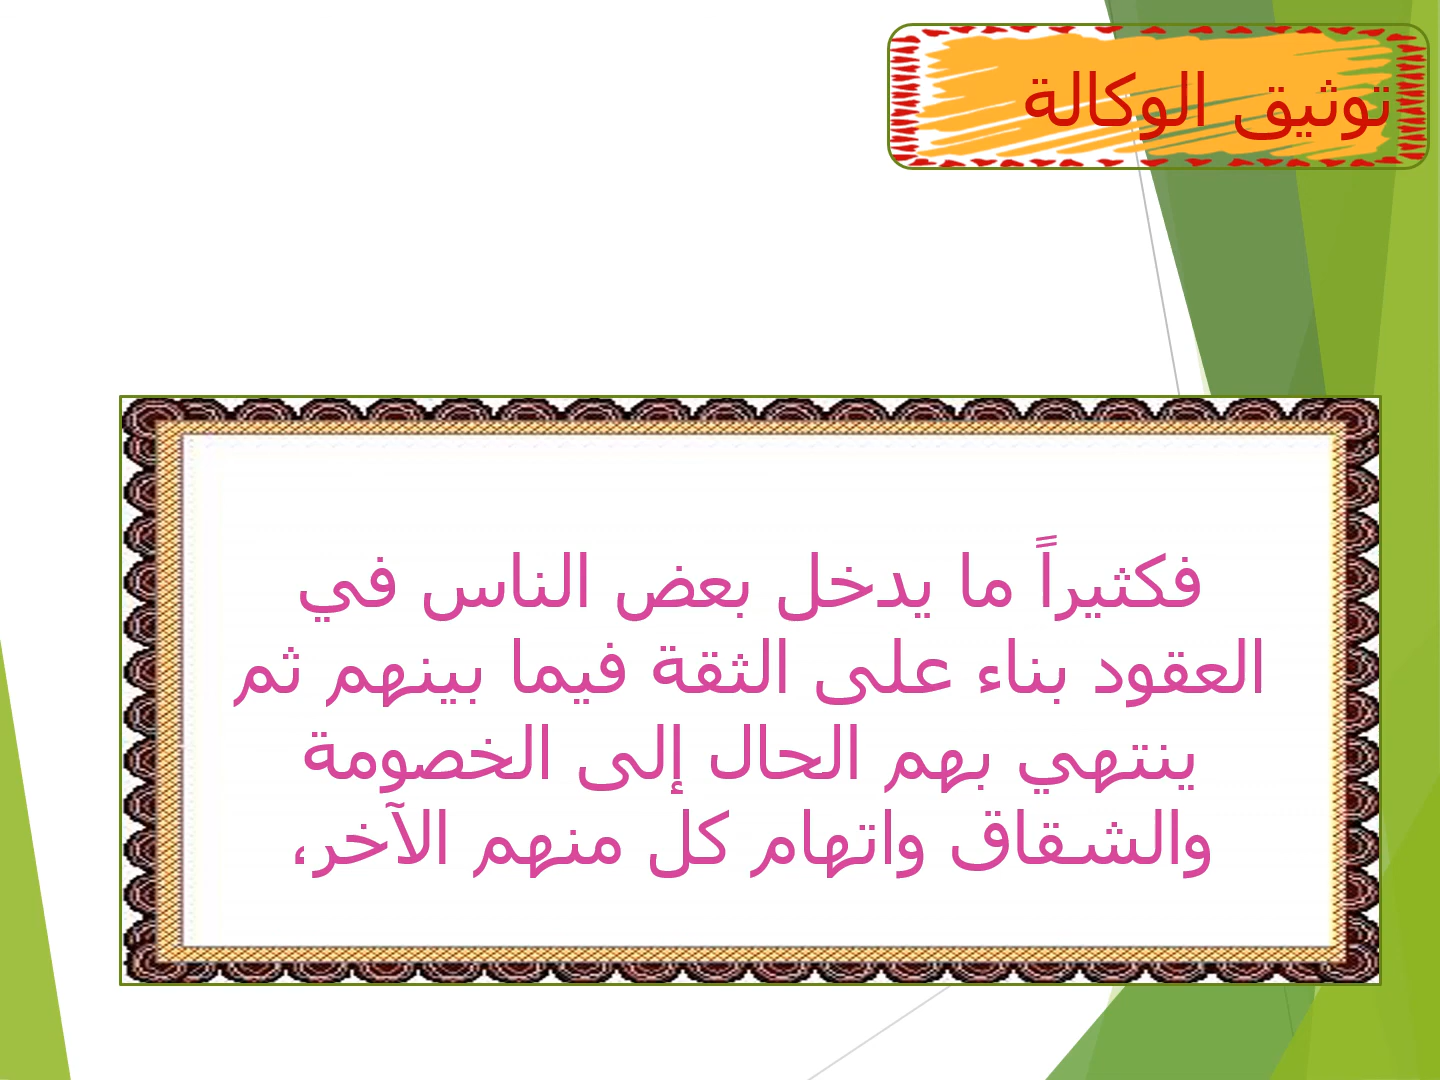 توثيق الوكالة
فكثيراً ما يدخل بعض الناس في
العقود بناء على الثقة فيما بينهم ثم
ينتهي بهم الحال إلى الخصومة
والشقاق واتهام كل منهم الآخر،